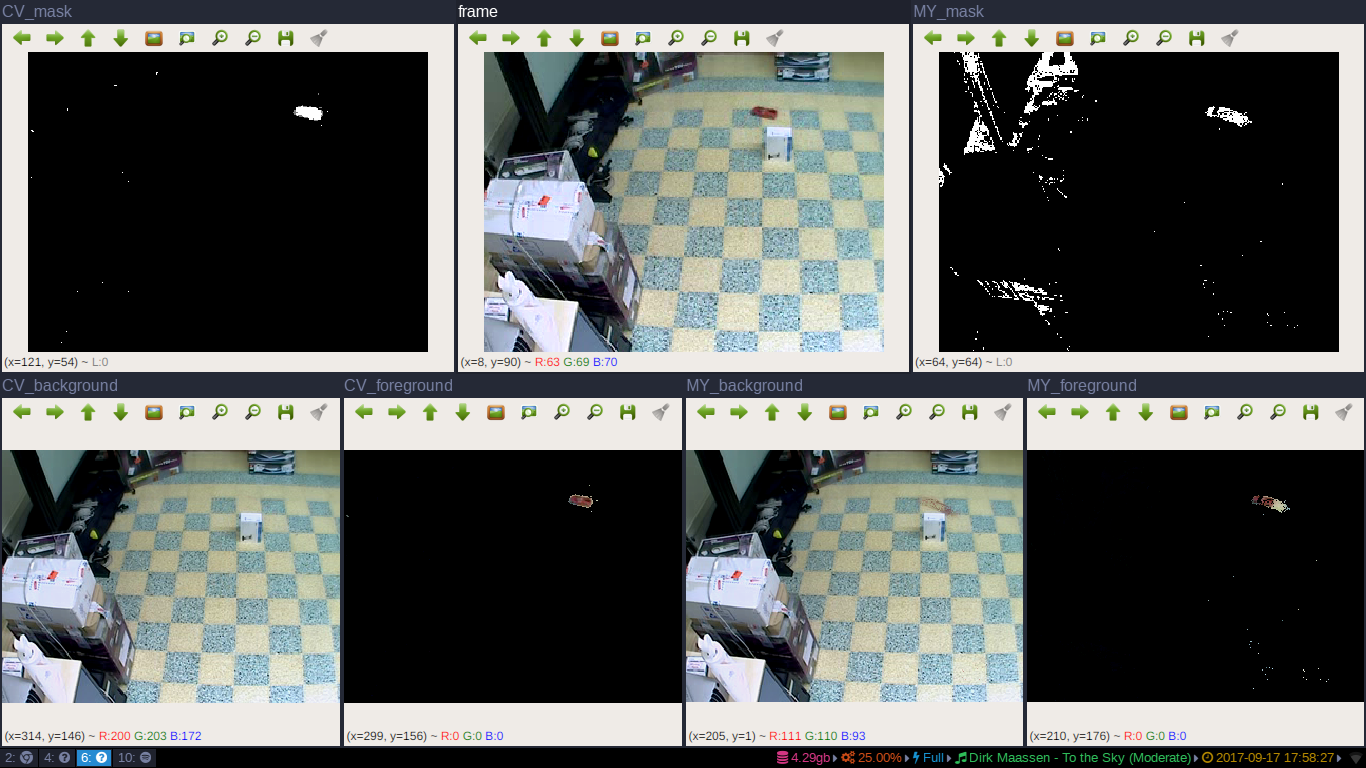 CV_mask
frame
MY_mask
(x=121, y=54) ~ L:0
(x=8, y=90) ~ R:63 G:69 B:70
(x=64, y=64) ~ L:0
CV_background
CV_foreground
MY_background
MY_foreground
(x=314, y=146) ~ R:200 G:203 B:172
(x=299, y=156) ~ R:0 G:0 B:0
(x=205, y=1) ~ R:111 G:110 B:93
(x=210, y=176) ~ R:0 G:0 B:0
2: 4: 6: 10: 4.29gb 25.00% Full Dirk Maassen - To the Sky (Moderate) 2017-09-17 17:58:27